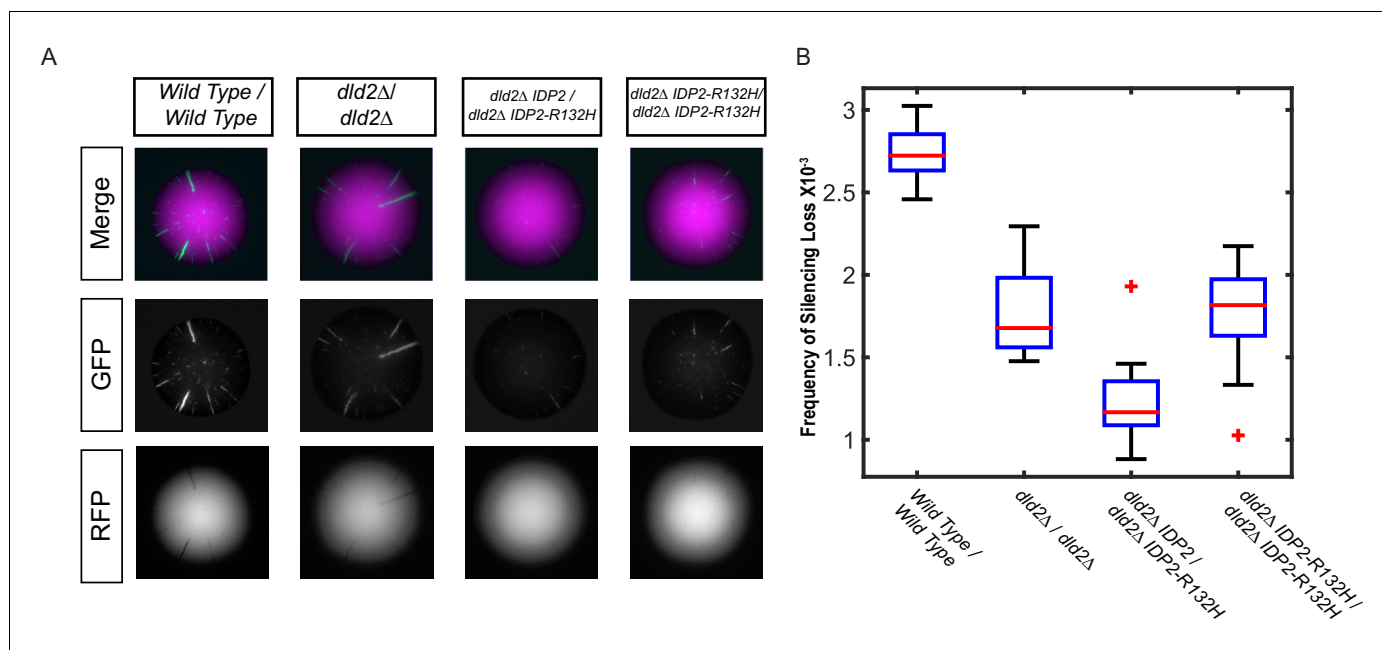 A
Wild Type /
Wild Type
dld2Δ/
dld2Δ
dld2Δ IDP2 /
dld2Δ IDP2-R132H
dld2Δ IDP2-R132H/
dld2Δ IDP2-R132H
Merge
GFP
RFP
B
Frequency of Silencing Loss X10⁻³
3
2.5
2
1.5
1
Wild Type /
Wild Type
dld2Δ / dld2Δ
dld2Δ IDP2 /
dld2Δ IDP2-R132H
dld2Δ IDP2-R132H /
dld2Δ IDP2-R132H